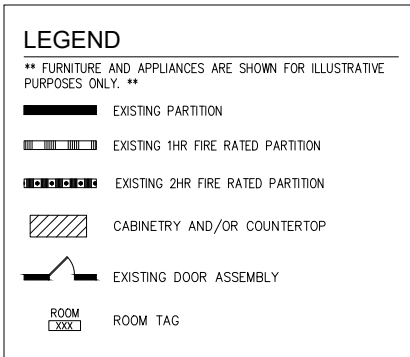 LEGEND
** FURNITURE AND APPLIANCES ARE SHOWN FOR ILLUSTRATIVE
PURPOSES ONLY. **
EXISTING PARTITION
EXISTING 1HR FIRE RATED PARTITION
EXISTING 2HR FIRE RATED PARTITION
CABINETRY AND/OR COUNTERTOP
EXISTING DOOR ASSEMBLY
ROOM
XXX
ROOM TAG